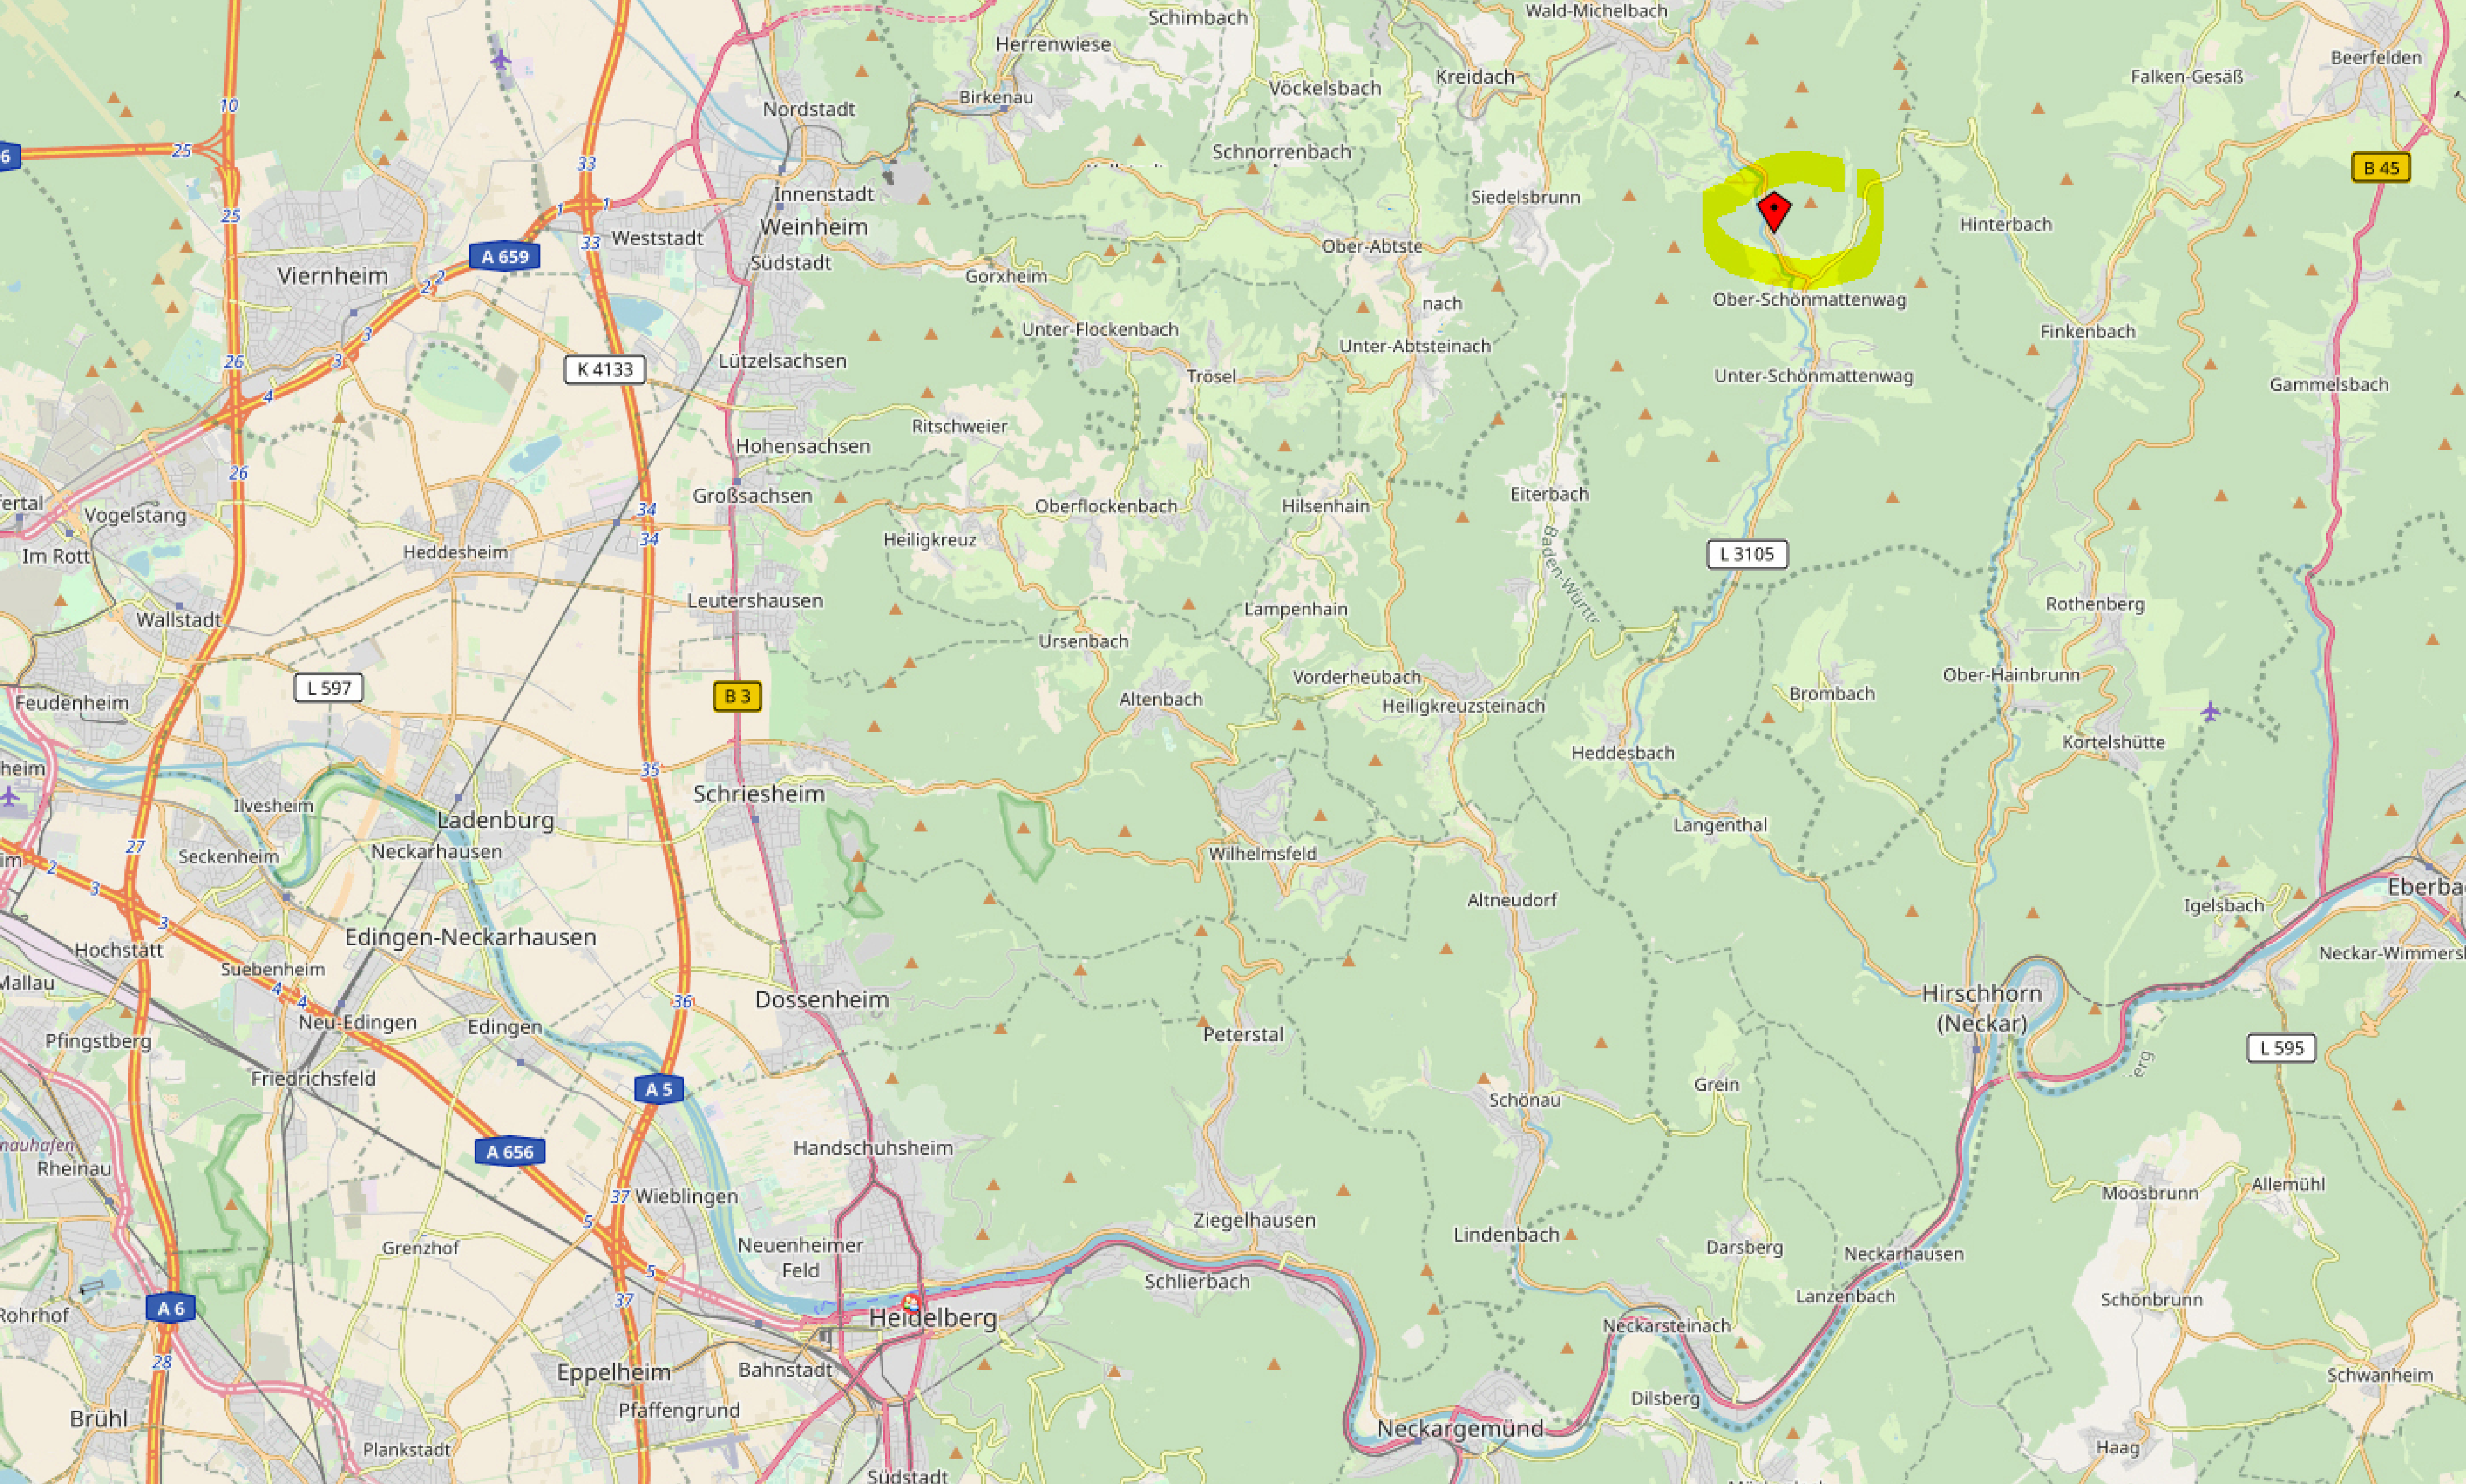 Schimbach
Wald-Michelbach
Herrenwiese
Beerfelden
Kreidach
Falken-Gesäß
Vöckelsbach
Birkenau
10
Nordstadt
25
6
33
Schnorrenbach
B 45
Innenstadt
Siedelsbrunn
1
1
25
Weinheim
Hinterbach
33
Weststadt
Ober-Abtste
A 659
Südstadt
Viernheim
Gorxheim
2
2
nach
Ober-Schönmattenwag
Unter-Flockenbach
Finkenbach
3
Unter-Abtsteinach
26
3
Lützelsachsen
K 4133
Trösel
Unter-Schönmattenwag
Gammelsbach
4
Ritschweier
Hohensachsen
26
Großsachsen
Eiterbach
fertal
Vogelstang
Oberflockenbach
Hilsenhain
34
34
Heiligkreuz
Im Rott
Heddesheim
L 3105
Baden-Württ
Leutershausen
Lampenhain
Rothenberg
Wallstadt
Ursenbach
Vorderheubach
Ober-Hainbrunn
L 597
B 3
Brombach
Feudenheim
Altenbach
Heiligkreuzsteinach
Kortelshütte
Heddesbach
heim
35
Schriesheim
Ilvesheim
Ladenburg
Langenthal
27
Neckarhausen
Seckenheim
Wilhelmsfeld
im
2
3
Eberba
Altneudorf
Igelsbach
3
Edingen-Neckarhausen
Hochstätt
Neckar-Wimmers
Suebenheim
Mallau
4
4
Hirschhorn
(Neckar)
36
Dossenheim
Neu-Edingen
Edingen
Peterstal
Pfingstberg
L 595
erg
Friedrichsfeld
A 5
Grein
Schönau
nauhafen
A 656
Handschuhsheim
Rheinau
37
Wieblingen
Allemühl
Moosbrunn
5
Ziegelhausen
Lindenbach
Grenzhof
Neuenheimer
Feld
Darsberg
Neckarhausen
5
Schlierbach
Lanzenbach
37
A 6
Rohrhof
Heidelberg
Schönbrunn
Neckarsteinach
28
Eppelheim
Bahnstadt
Schwanheim
Dilsberg
Pfaffengrund
Brühl
Neckargemünd
Plankstadt
Haag
Südstadt